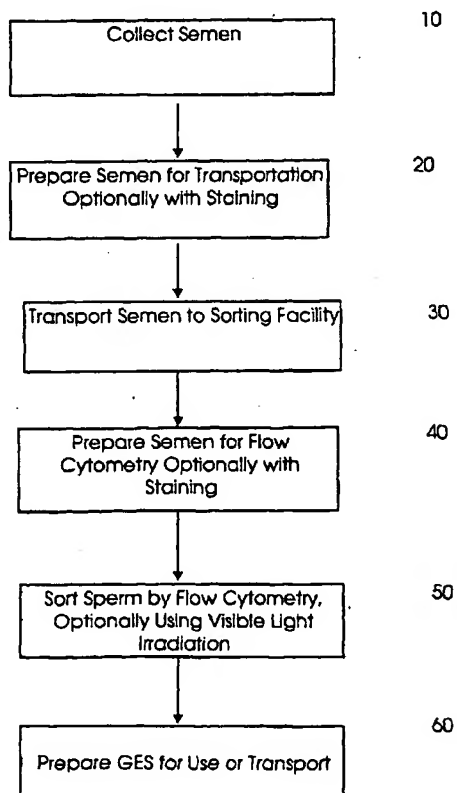 10
Collect Semen
20
Prepare Semen for Transportation
Optionally with Staining
30
Transport Semen to Sorting Facility
40
Prepare Semen for Flow
Cytometry Optionally with
Staining
50
Sort Sperm by Flow Cytometry,
Optionally Using Visible Light
Irradiation
60
Prepare GES for Use or Transport